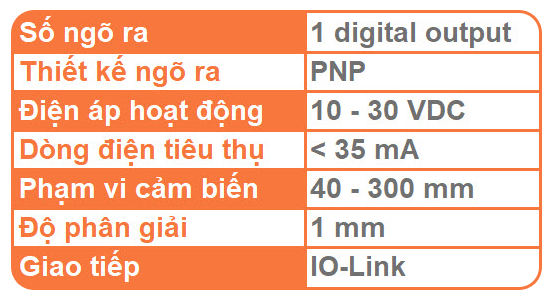 Số ngõ ra 1 digital output
Thiết kế ngõ ra PNP
Điện áp hoạt động 10 - 30 VDC
Dòng điện tiêu thụ < 35 mA
Phạm vi cảm biến 40 - 300 mm
Độ phân giải 1 mm
Giao tiếp IO-Link